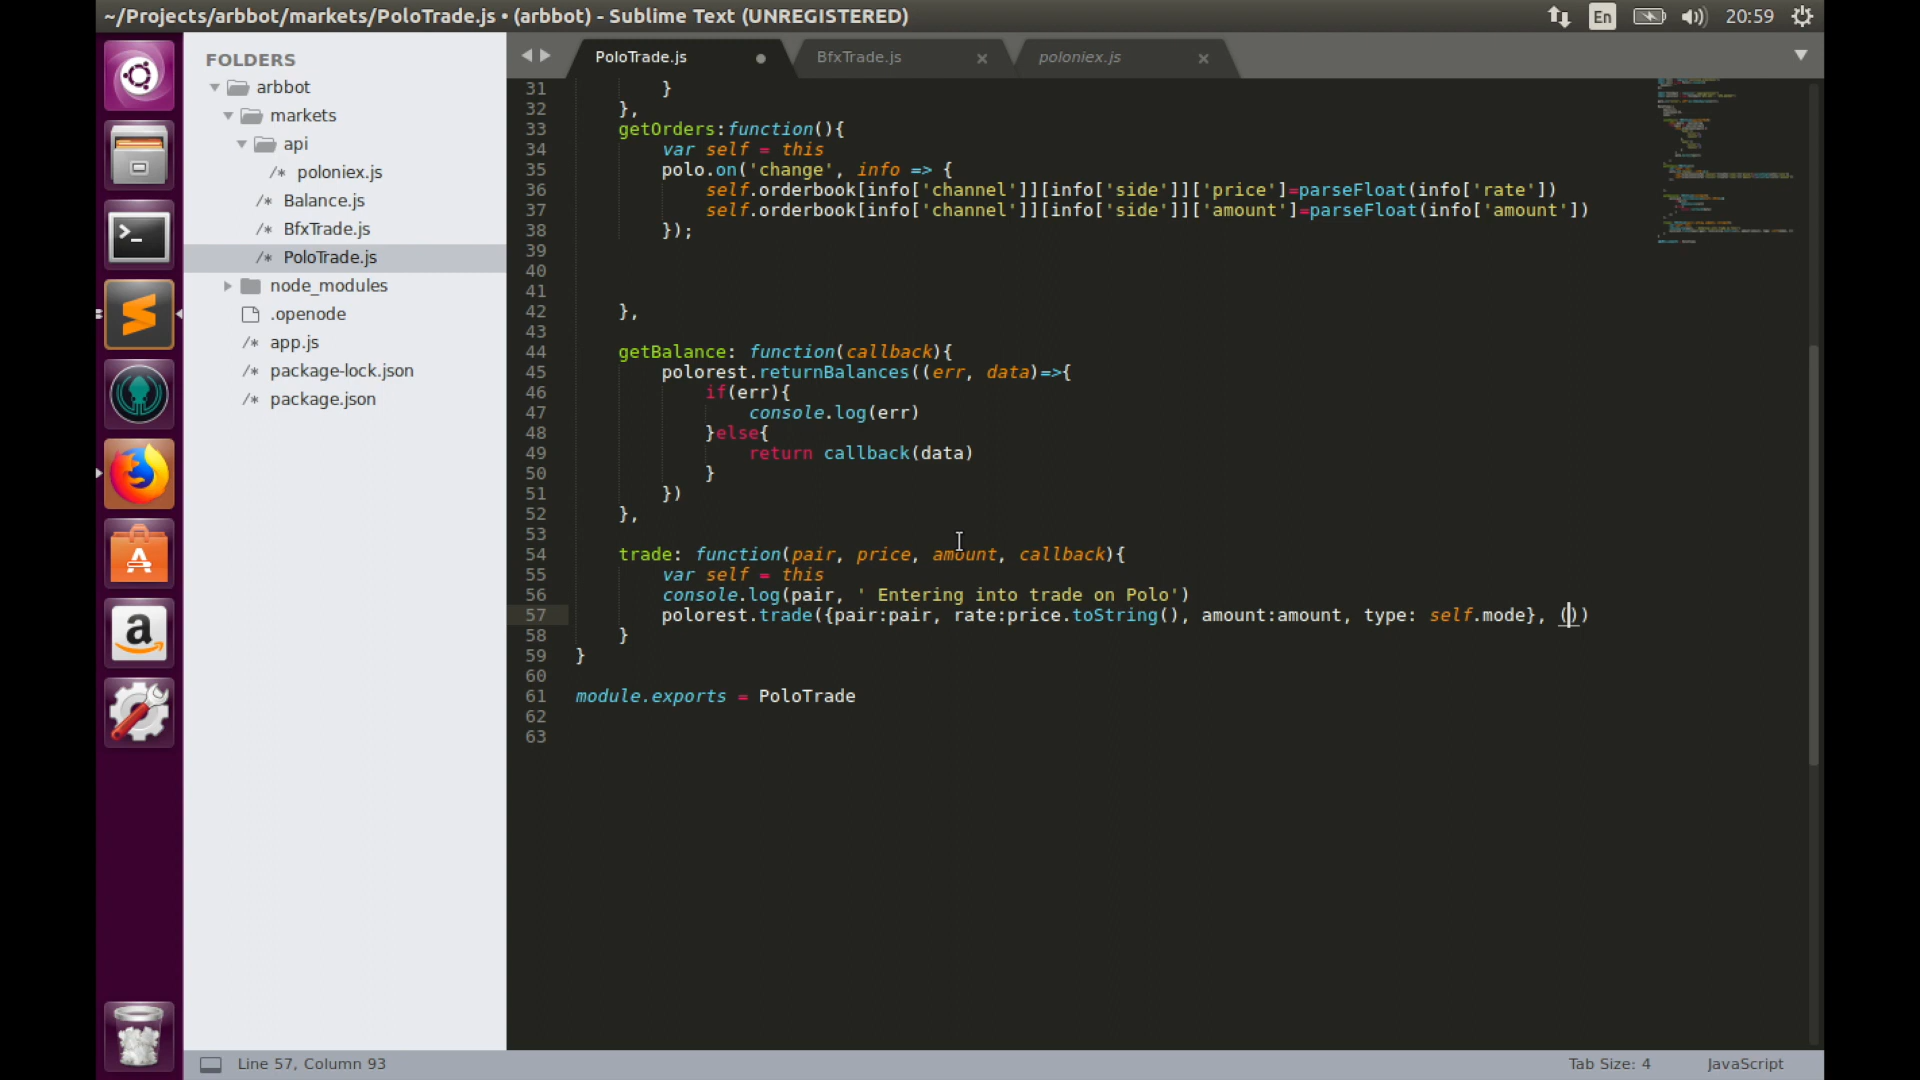 ~/Projects/arbbot/markets/PoloTrade.js • (arbbot) - Sublime Text (UNREGISTERED)
En
20:59
FOLDERS
arbbot
markets
api
/* poloniex.js
/* Balance.js
/* BfxTrade.js
/* PoloTrade.js
node_modules
.openode
/* app.js
/* package-lock.json
/* package.json
PoloTrade.js
BfxTrade.js
poloniex.js
31 }
32 },
33 getOrders:function(){
34 var self = this
35 polo.on('change', info => {
36 self.orderbook[info['channel']][info['side']]['price']=parseFloat(info['rate'])
37 self.orderbook[info['channel']][info['side']]['amount']=parseFloat(info['amount'])
38 });
39
40
41
42 },
43
44 getBalance: function(callback){
45 polorest.returnBalances((err, data)=>{
46 if(err){
47 console.log(err)
48 }else{
49 return callback(data)
50 }
51 })
52 },
53
54 trade: function(pair, price, amount, callback){
55 var self = this
56 console.log(pair, ' Entering into trade on Polo')
57 polorest.trade({pair:pair, rate:price.toString(), amount:amount, type: self.mode}, ())
58 }
59 }
60
61 module.exports = PoloTrade
62
63
Line 57, Column 93
Tab Size: 4
JavaScript